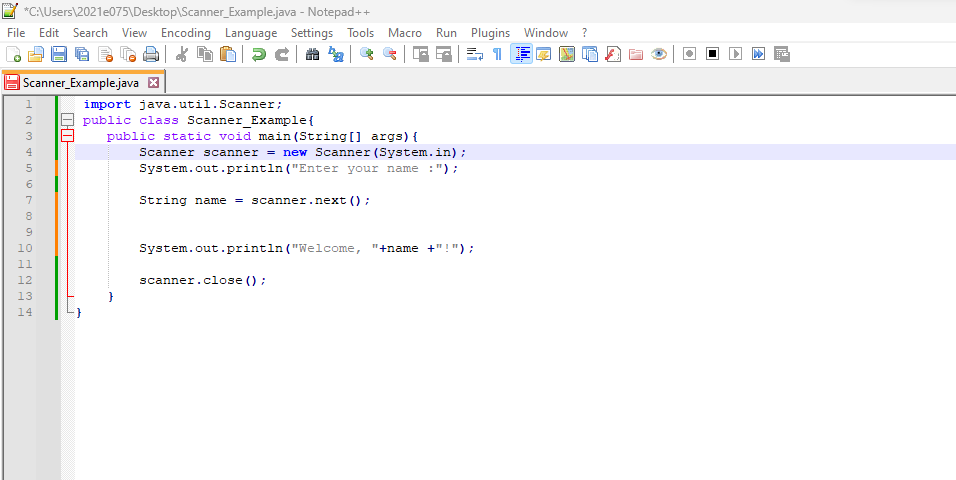 *C:\Users\2021e075\Desktop\Scanner_Example.java - Notepad++
File Edit Search View Encoding Language Settings Tools Macro Run Plugins Window ?
Scanner_Example.java
1 import java.util.Scanner;
2 public class Scanner_Example{
3 public static void main(String[] args){
4 Scanner scanner = new Scanner(System.in);
5 System.out.println("Enter your name :");
6
7 String name = scanner.next();
8
9
10 System.out.println("Welcome, "+name +"!");
11
12 scanner.close();
13 }
14 }